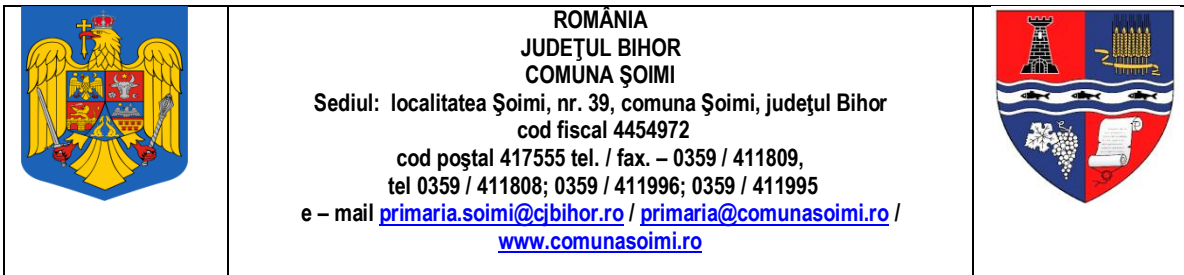 ROMÂNIA
JUDEŢUL BIHOR
COMUNA ŞOIMI
Sediul: localitatea Şoimi, nr. 39, comuna Şoimi, judeţul Bihor
cod fiscal 4454972
cod poştal 417555 tel. / fax. – 0359 / 411809,
tel 0359 / 411808; 0359 / 411996; 0359 / 411995
e – mail primaria.soimi@cjbihor.ro / primaria@comunasoimi.ro /
www.comunasoimi.ro